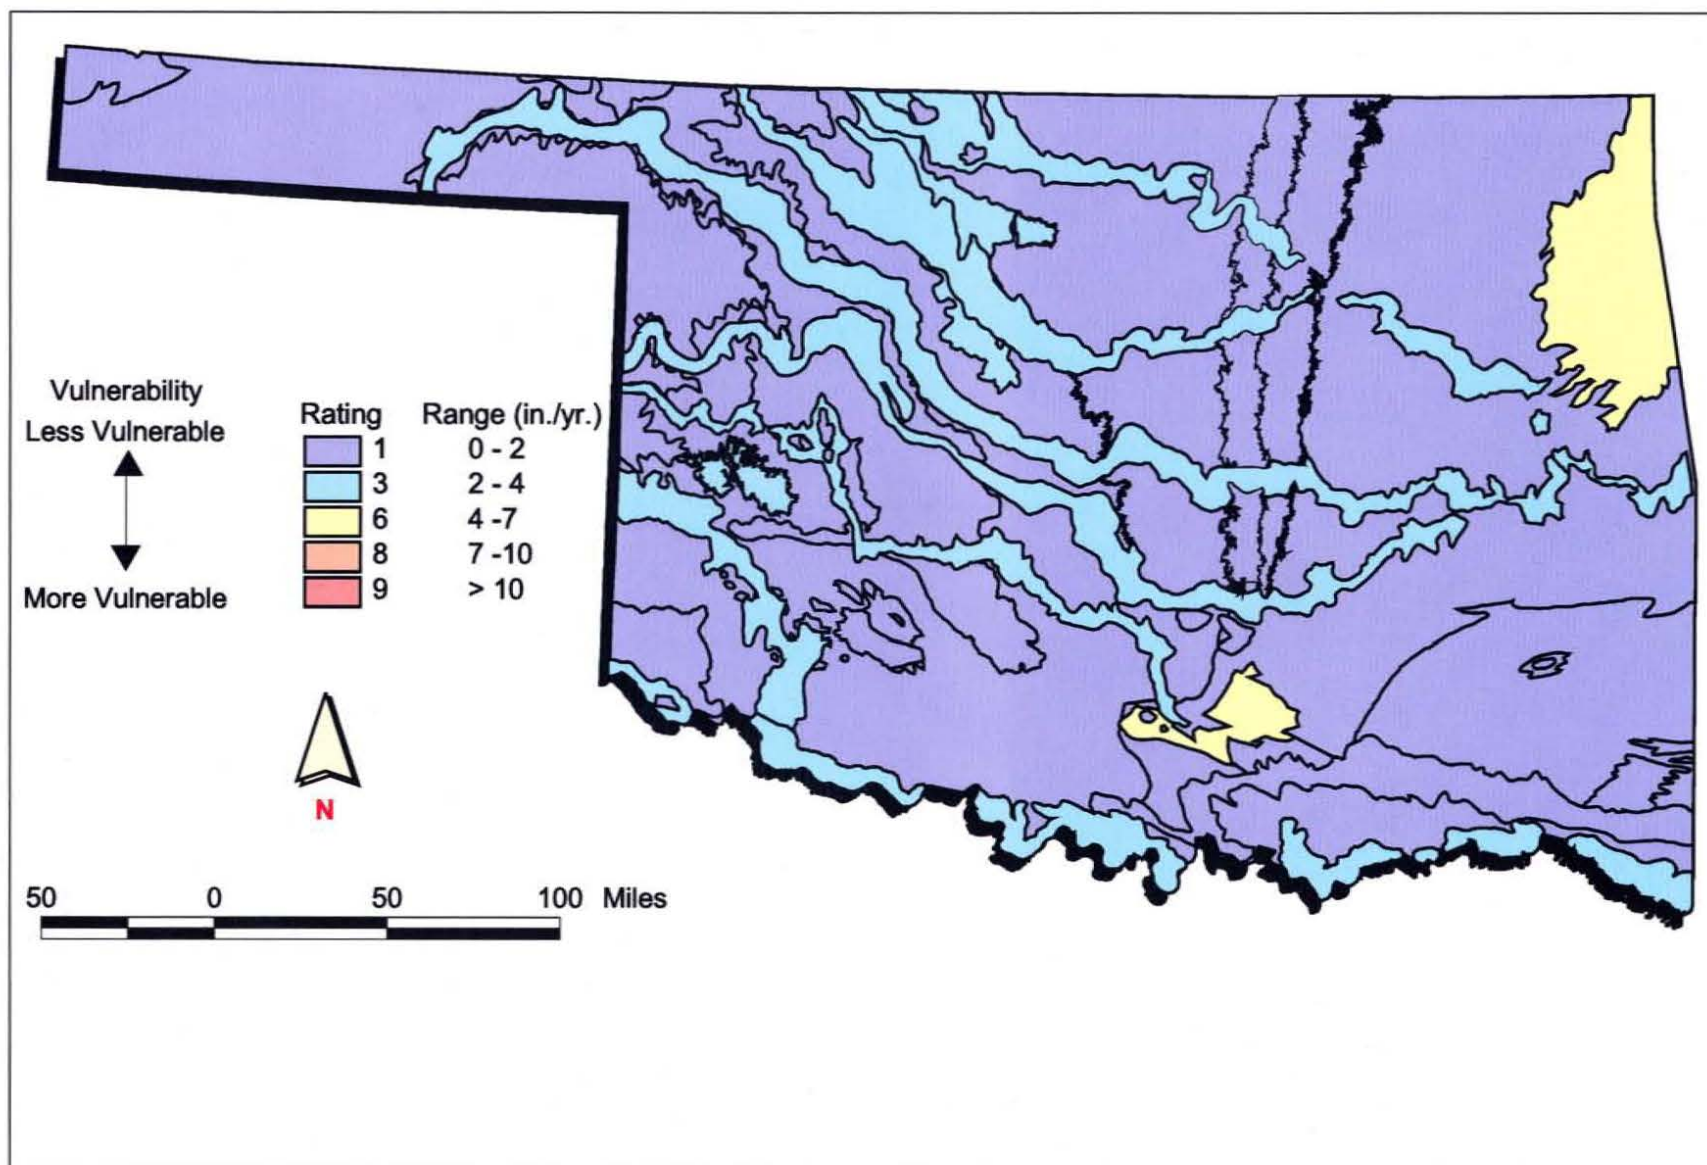 Vulnerability
Less Vulnerable
More Vulnerable
Rating Range (in./yr.)
1 0 - 2
3 2 - 4
6 4 -7
8 7 -10
9 > 10
N
50 0 50 100 Miles